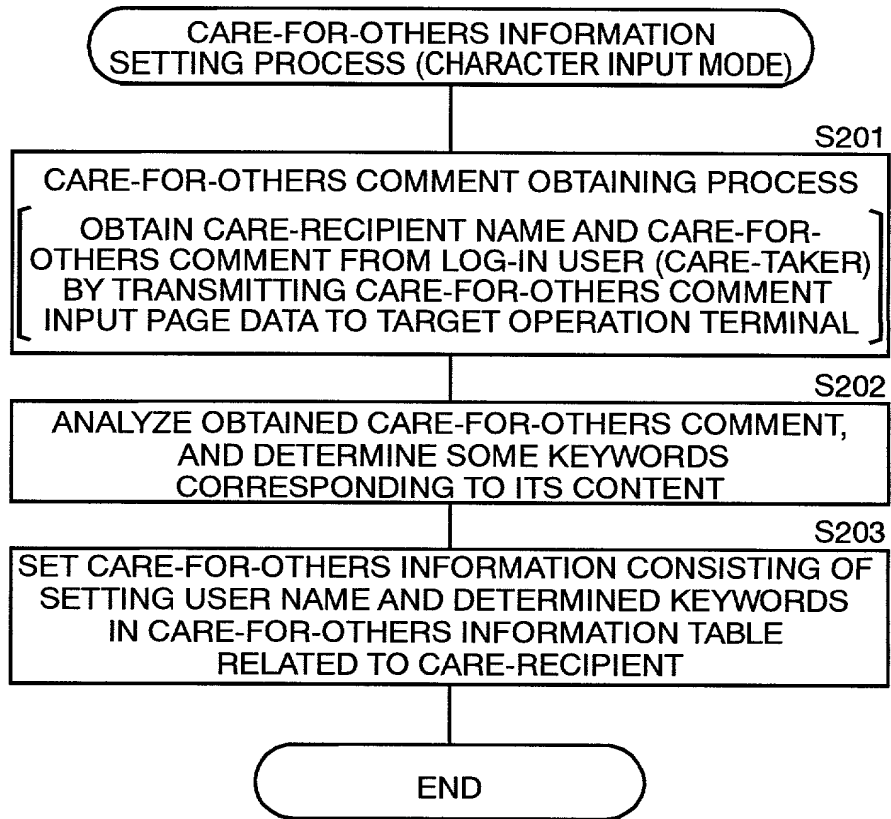 CARE-FOR-OTHERS INFORMATION
SETTING PROCESS (CHARACTER INPUT MODE)
S201
CARE-FOR-OTHERS COMMENT OBTAINING PROCESS
OBTAIN CARE-RECIPIENT NAME AND CARE-FOR-
OTHERS COMMENT FROM LOG-IN USER (CARE-TAKER)
BY TRANSMITTING CARE-FOR-OTHERS COMMENT
INPUT PAGE DATA TO TARGET OPERATION TERMINAL
S202
ANALYZE OBTAINED CARE-FOR-OTHERS COMMENT,
AND DETERMINE SOME KEYWORDS
CORRESPONDING TO ITS CONTENT
S203
SET CARE-FOR-OTHERS INFORMATION CONSISTING OF
SETTING USER NAME AND DETERMINED KEYWORDS
IN CARE-FOR-OTHERS INFORMATION TABLE
RELATED TO CARE-RECIPIENT
END